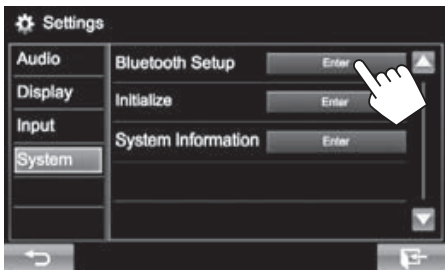 Settings
Audio
Bluetooth Setup Enter
Display
Initialize Enter
Input
System Information Enter
System